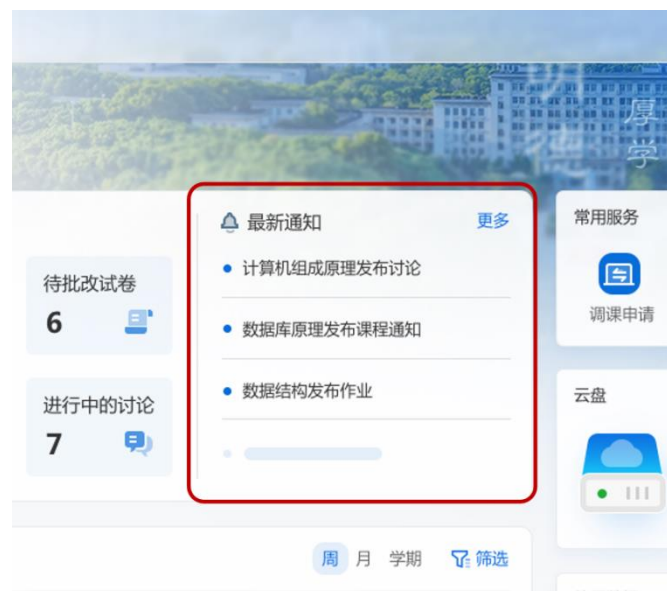 明德
厚学
最新通知
更多
常用服务
计算机组成原理发布讨论
待批改试卷
6
调课申请
数据库原理发布课程通知
数据结构发布作业
云盘
进行中的讨论
7
周
月
学期
筛选